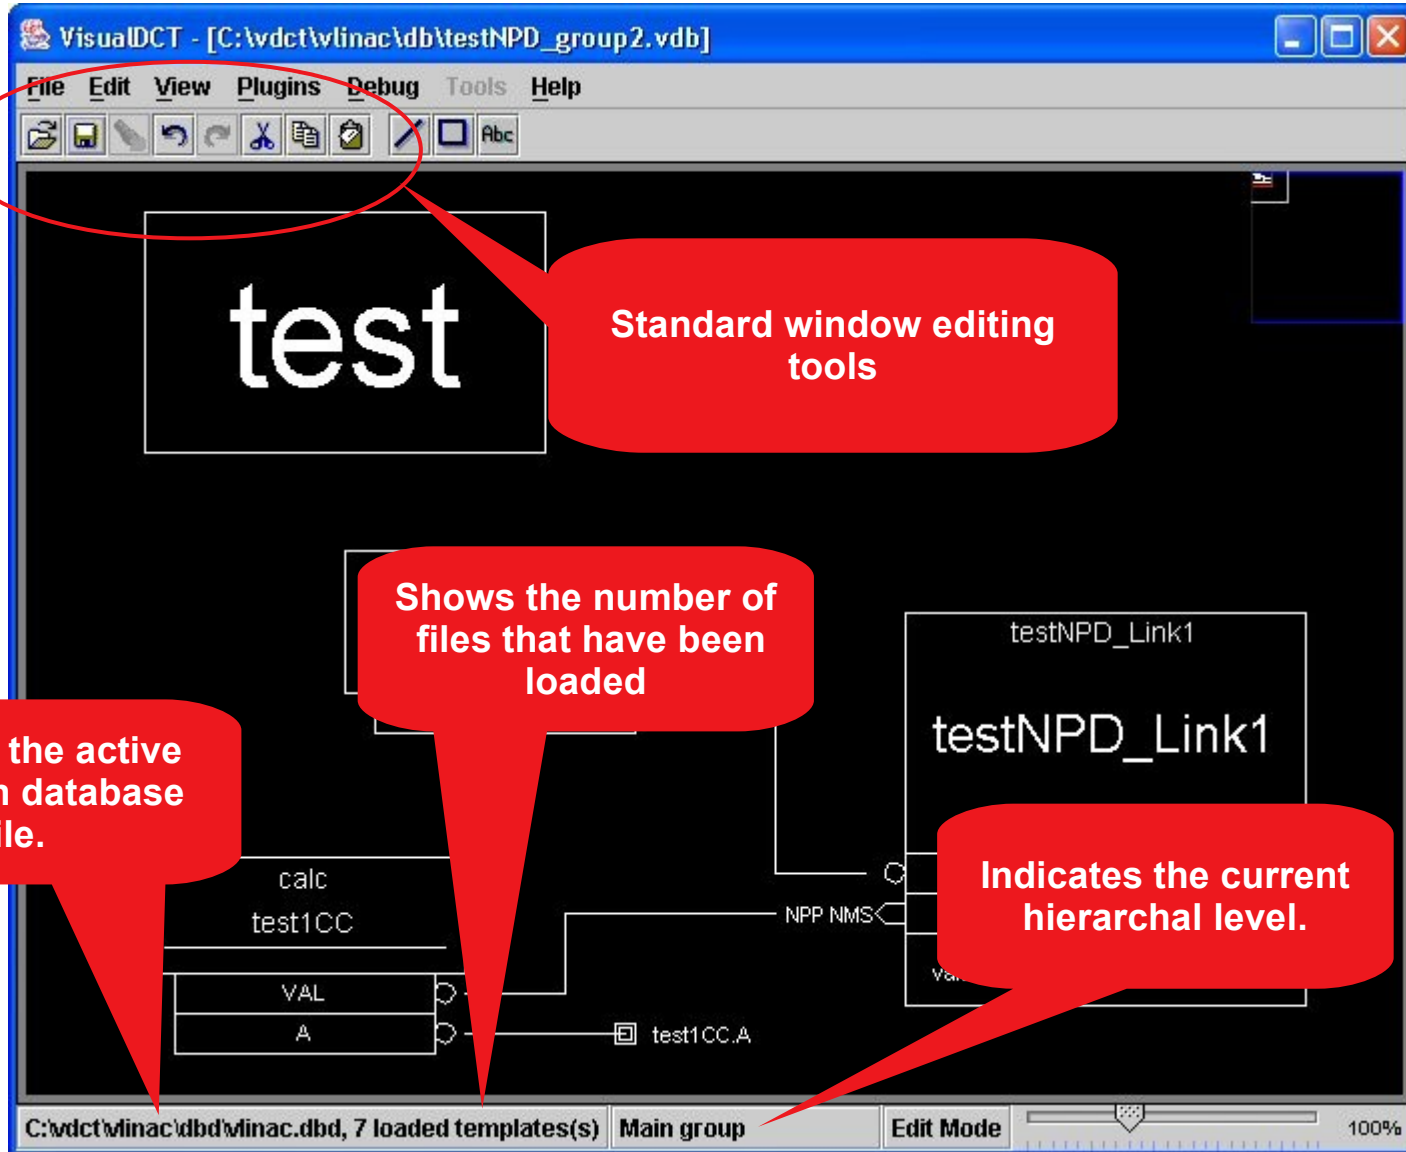 VisualDCT - [C:\vdct\vlinac\db\testNPD_group2.vdb]
File Edit View Plugins Debug Tools Help
Abc
test
Standard window editing
tools
Shows the number of
files that have been
loaded
testNPD_Link1
testNPD_Link1
the active
database
calc
test1CC
NPP NMS
Indicates the current
hierarchal level.
VAL
A
test1CC.A
C:\vdct\vlinac\dbd\vlinac.dbd, 7 loaded templates(s) Main group Edit Mode 100%